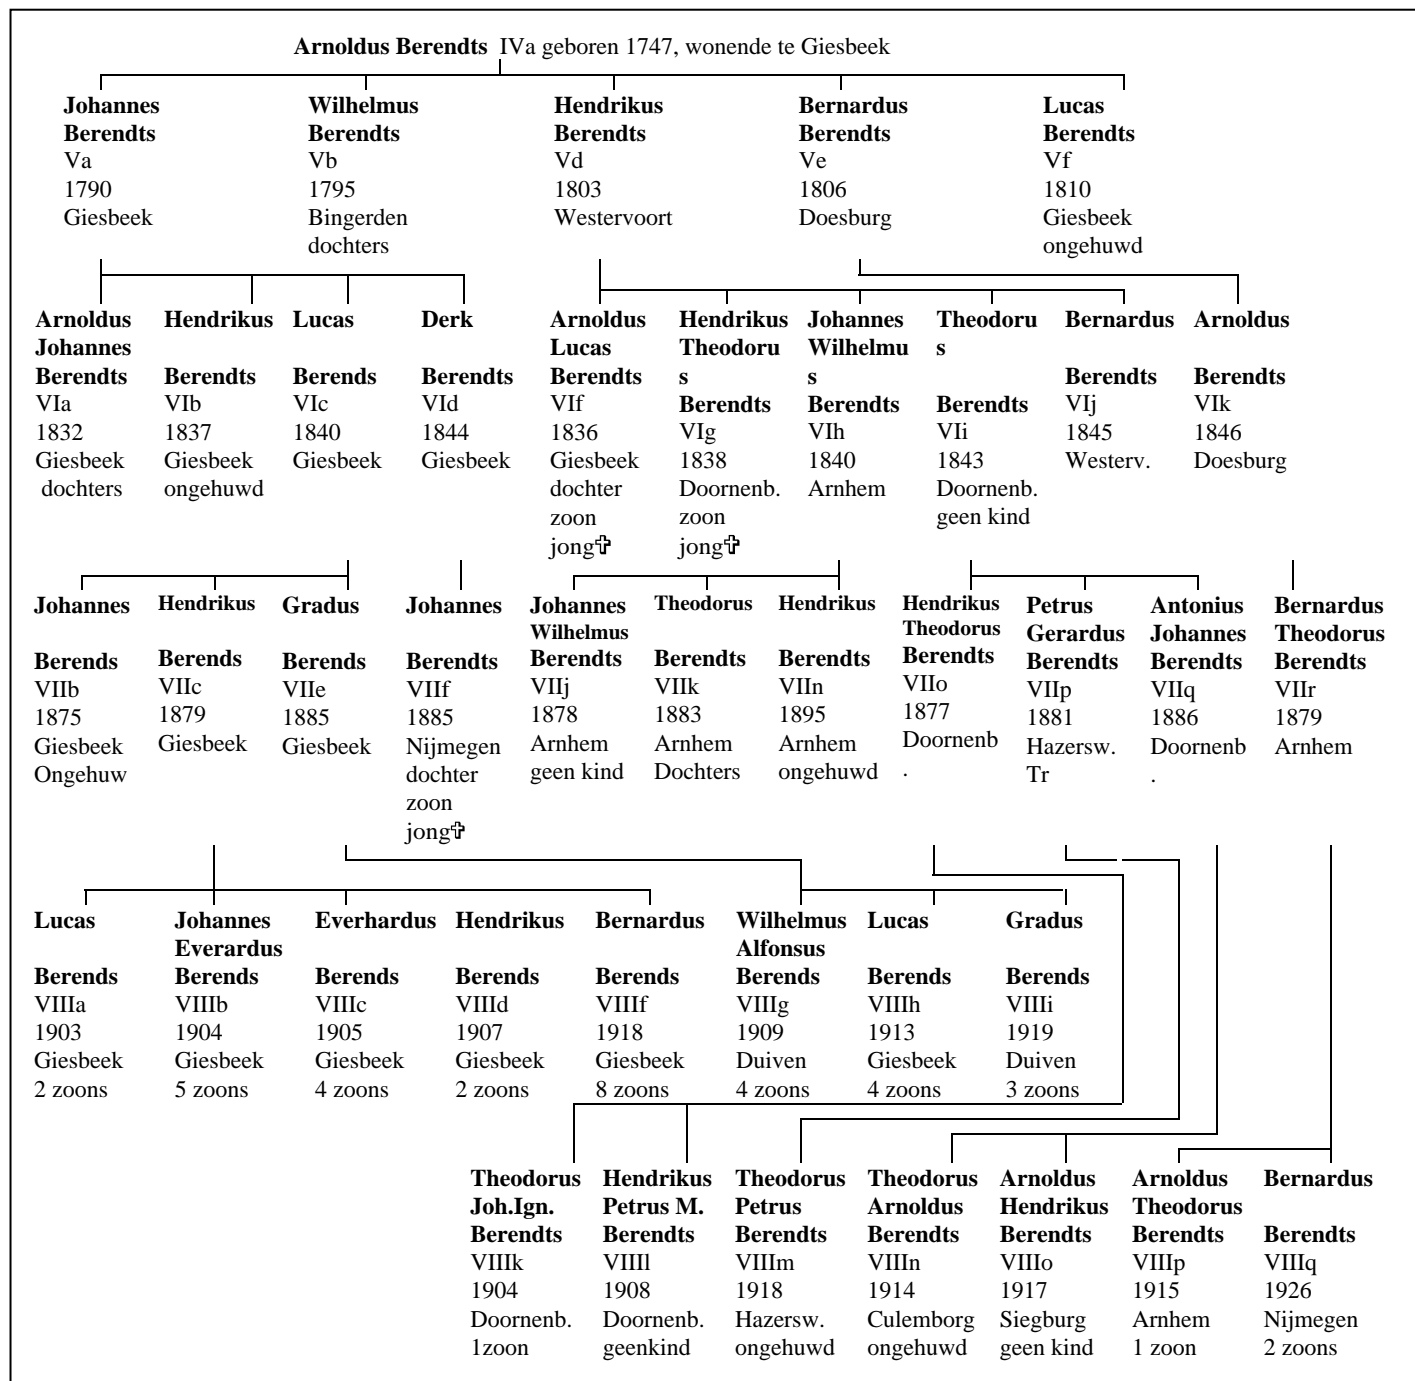 Arnoldus Berendts IVa geboren 1747, wonende te Giesbeek
Johannes
Berendts
Va
1790
Giesbeek
Wilhelmus
Berendts
Vb
1795
Bingerden
dochters
Hendrikus
Berendts
Vd
1803
Westervoort
Bernardus
Berendts
Ve
1806
Doesburg
Lucas
Berendts
Vf
1810
Giesbeek
ongehuwd
Arnoldus
Johannes
Berendts
VIa
1832
Giesbeek
dochters
Hendrikus
Berendts
VIb
1837
Giesbeek
ongehuwd
Lucas
Berends
VIc
1840
Giesbeek
Derk
Berendts
VId
1844
Giesbeek
Arnoldus
Lucas
Berendts
VIf
1836
Giesbeek
dochter
zoon
jong✞
Hendrikus
Theodoru
s
Berendts
VIg
1838
Doornenb.
zoon
jong✞
Johannes
Wilhelmu
s
Berendts
VIh
1840
Arnhem
Theodoru
s
Berendts
VIi
1843
Doornenb.
geen kind
Bernardus
Berendts
VIj
1845
Westerv.
Arnoldus
Berendts
VIk
1846
Doesburg
Johannes
Berends
VIIb
1875
Giesbeek
Ongehuw
Hendrikus
Berends
VIIc
1879
Giesbeek
Gradus
Berends
VIIe
1885
Giesbeek
Johannes
Berendts
VIIf
1885
Nijmegen
dochter
zoon
jong✞
Johannes
Wilhelmus
Berendts
VIIj
1878
Arnhem
geen kind
Theodorus
Berendts
VIIk
1883
Arnhem
Dochters
Hendrikus
Berendts
VIIn
1895
Arnhem
ongehuwd
Hendrikus
Theodorus
Berendts
VIIo
1877
Doornenb
.
Petrus
Gerardus
Berendts
VIIp
1881
Hazersw.
Tr
Antonius
Johannes
Berendts
VIIq
1886
Doornenb
.
Bernardus
Theodorus
Berendts
VIIr
1879
Arnhem
Lucas
Berends
VIIIa
1903
Giesbeek
2 zoons
Johannes
Everardus
Berends
VIIIb
1904
Giesbeek
5 zoons
Everhardus
Berends
VIIIc
1905
Giesbeek
4 zoons
Hendrikus
Berends
VIIId
1907
Giesbeek
2 zoons
Bernardus
Berends
VIIIf
1918
Giesbeek
8 zoons
Wilhelmus
Alfonsus
Berends
VIIIg
1909
Duiven
4 zoons
Lucas
Berends
VIIIh
1913
Giesbeek
4 zoons
Gradus
Berends
VIIIi
1919
Duiven
3 zoons
Theodorus
Joh.Ign.
Berendts
VIIIk
1904
Doornenb.
1zoon
Hendrikus
Petrus M.
Berendts
VIIIl
1908
Doornenb.
geenkind
Theodorus
Petrus
Berendts
VIIIm
1918
Hazersw.
ongehuwd
Theodorus
Arnoldus
Berendts
VIIIn
1914
Culemborg
ongehuwd
Arnoldus
Hendrikus
Berendts
VIIIo
1917
Siegburg
geen kind
Arnoldus
Theodorus
Berendts
VIIIp
1915
Arnhem
1 zoon
Bernardus
Berendts
VIIIq
1926
Nijmegen
2 zoons